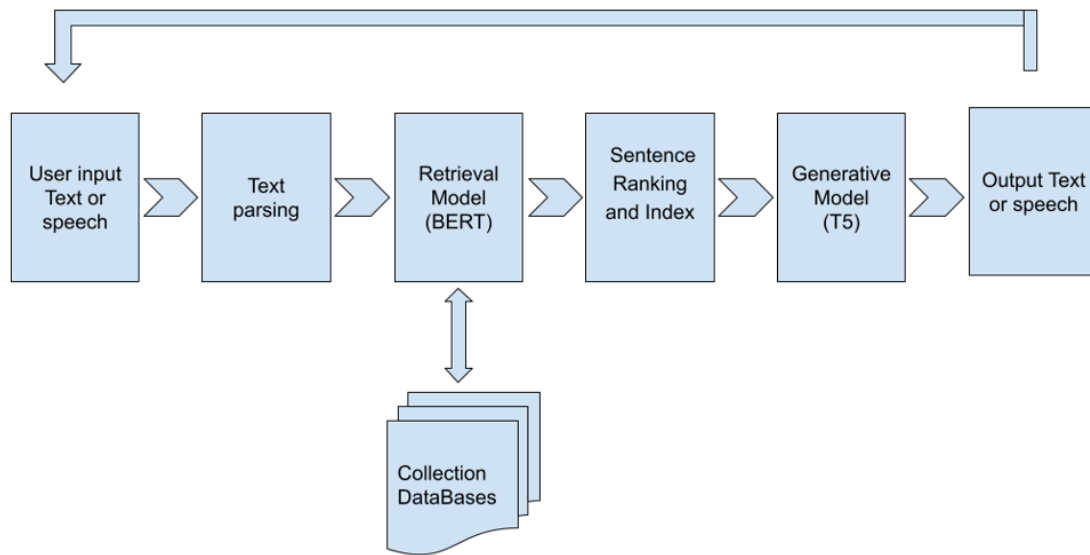 User input
Text or
speech
Text
parsing
Retrieval
Model
(BERT)
Sentence
Ranking
and Index
Generative
Model
(T5)
Output Text
or speech
Collection
DataBases